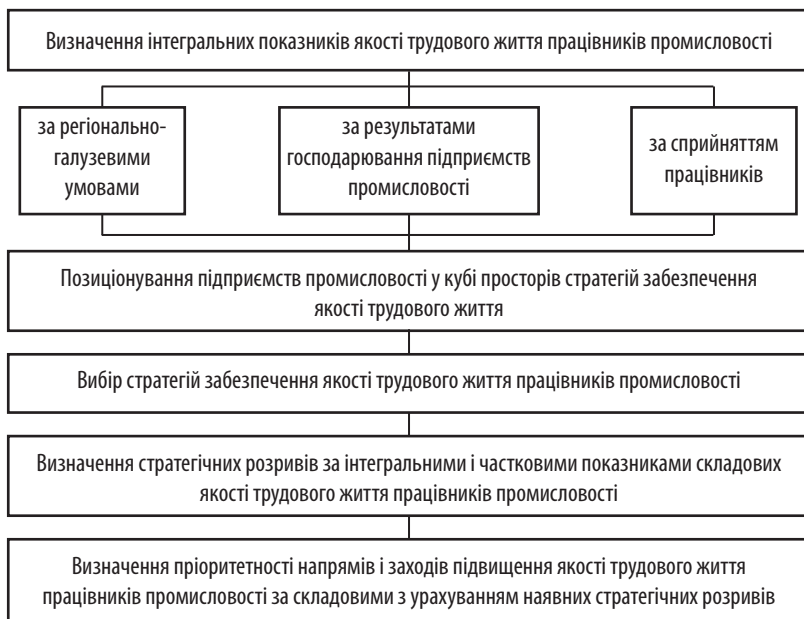 Визначення інтегральних показників якості трудового життя працівників промисловості
за регіонально-
галузевими
умовами
за результатами
господарювання підприємств
промисловості
за сприйняттям
працівників
Позиціонування підприємств промисловості у кубі просторів стратегій забезпечення
якості трудового життя
Вибір стратегій забезпечення якості трудового життя працівників промисловості
Визначення стратегічних розривів за інтегральними і частковими показниками складових
якості трудового життя працівників промисловості
Визначення пріоритетності напрямів і заходів підвищення якості трудового життя
працівників промисловості за складовими з урахуванням наявних стратегічних розривів